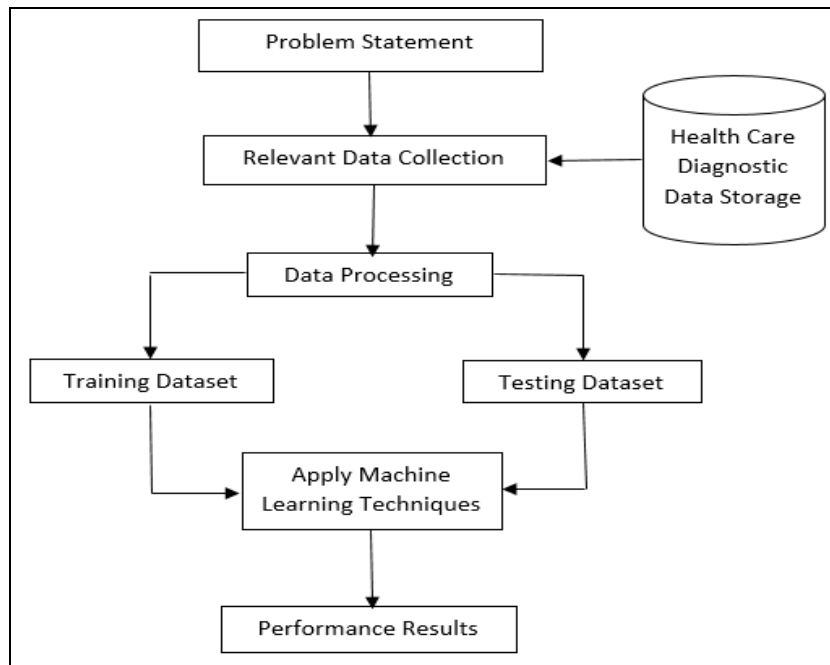 Problem Statement
Relevant Data Collection
Health Care
Diagnostic
Data Storage
Data Processing
Training Dataset
Testing Dataset
Apply Machine
Learning Techniques
Performance Results